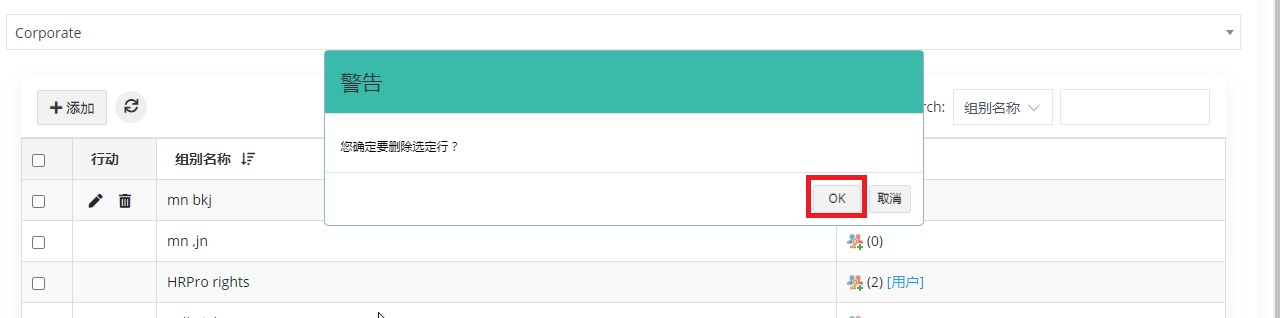 Corporate
警告
添加
rch: 组别名称
您确定要删除选定行？
行动 组别名称
OK 取消
mn bkj
mn ,jn (0)
HRPro rights (2) [用户]